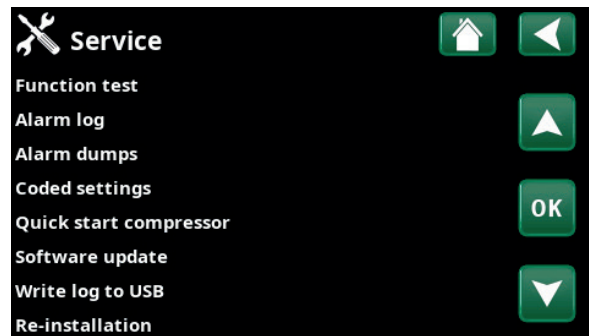 Service
Function test
Alarm log
Alarm dumps
Coded settings
OK
Quick start compressor
Software update
Write log to USB
Re-installation